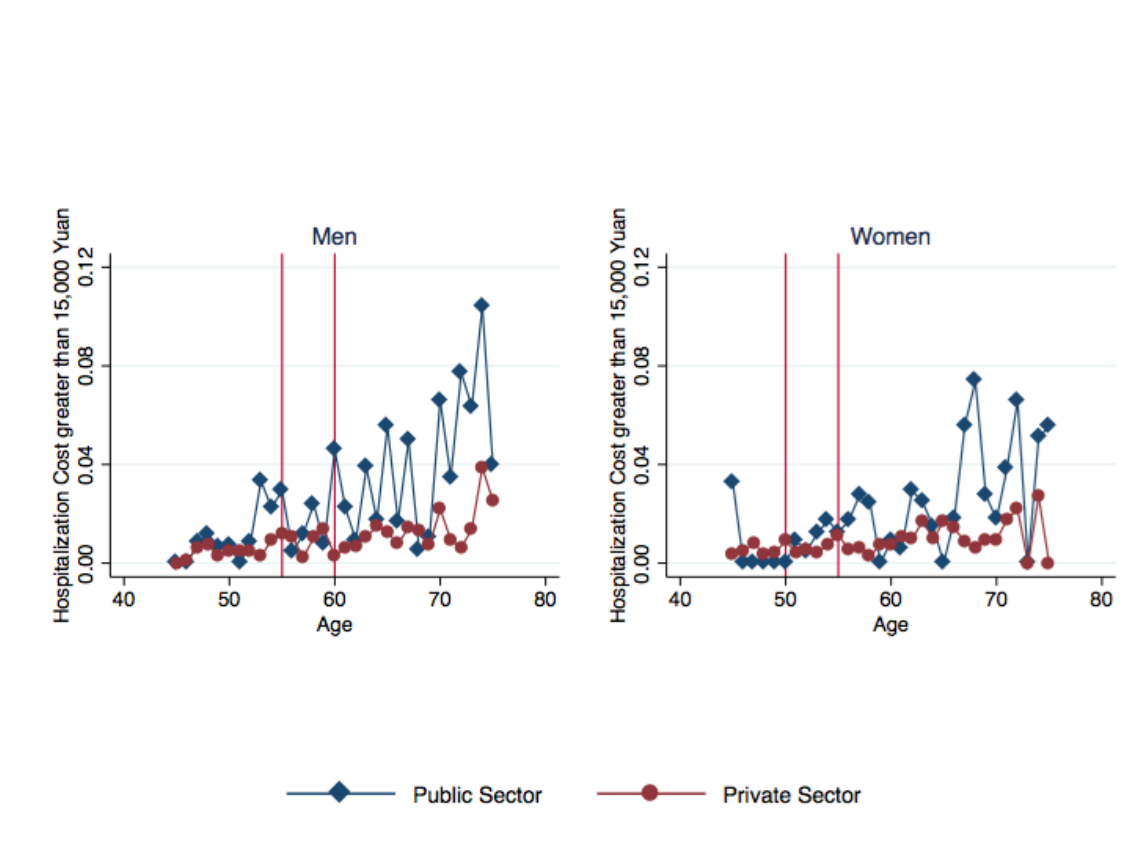 Men
Hospitalization Cost greater than 15,000 Yuan
0.00 0.04 0.08 0.12
40 50 60 70 80
Age
Women
Hospitalization Cost greater than 15,000 Yuan
0.00 0.04 0.08 0.12
40 50 60 70 80
Age
Public Sector Private Sector